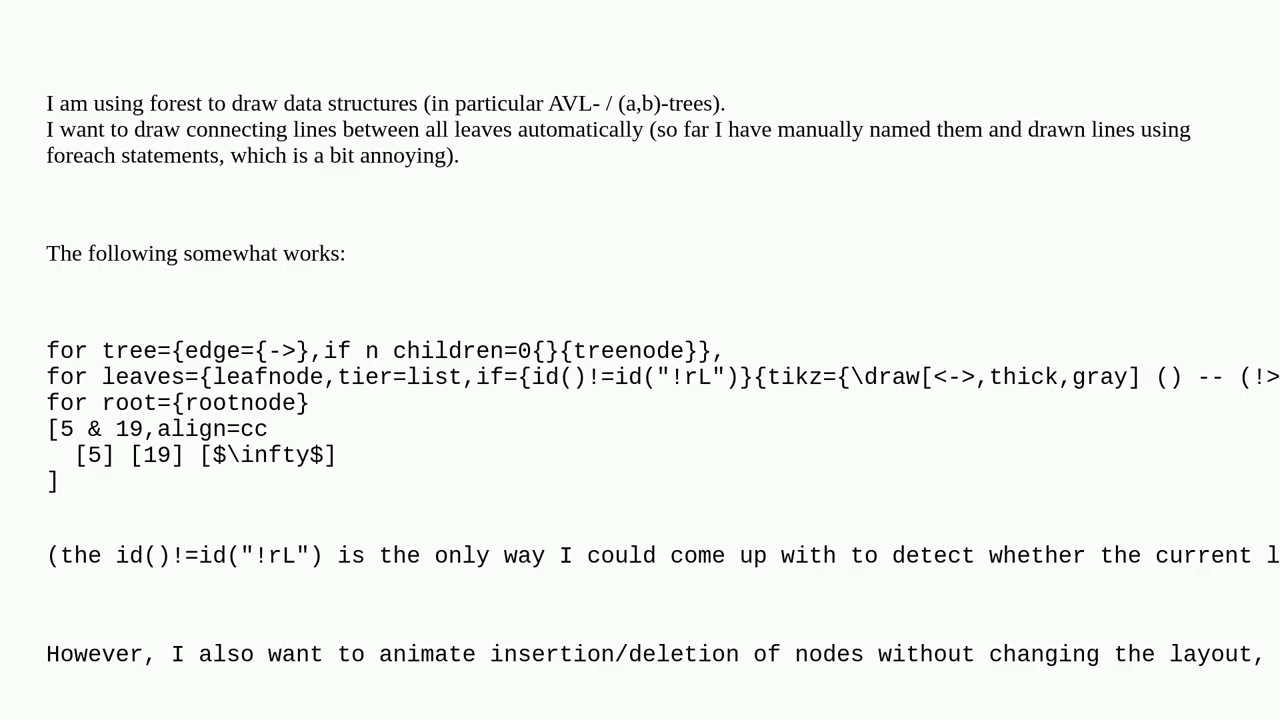 I am using forest to draw data structures (in particular AVL- / (a,b)-trees).
I want to draw connecting lines between all leaves automatically (so far I have manually named them and drawn lines using
foreach statements, which is a bit annoying).
The following somewhat works:
for tree={edge={->},if n children=0{}{treenode}},
for leaves={leafnode,tier=list,if={id()!=id("!rL")}{tikz={\draw[<->,thick,gray] () -- (!>
for root={rootnode}
[5 & 19,align=cc
  [5] [19] [$\infty$]
]
(the id()!=id("!rL") is the only way I could come up with to detect whether the current l
However, I also want to animate insertion/deletion of nodes without changing the layout,